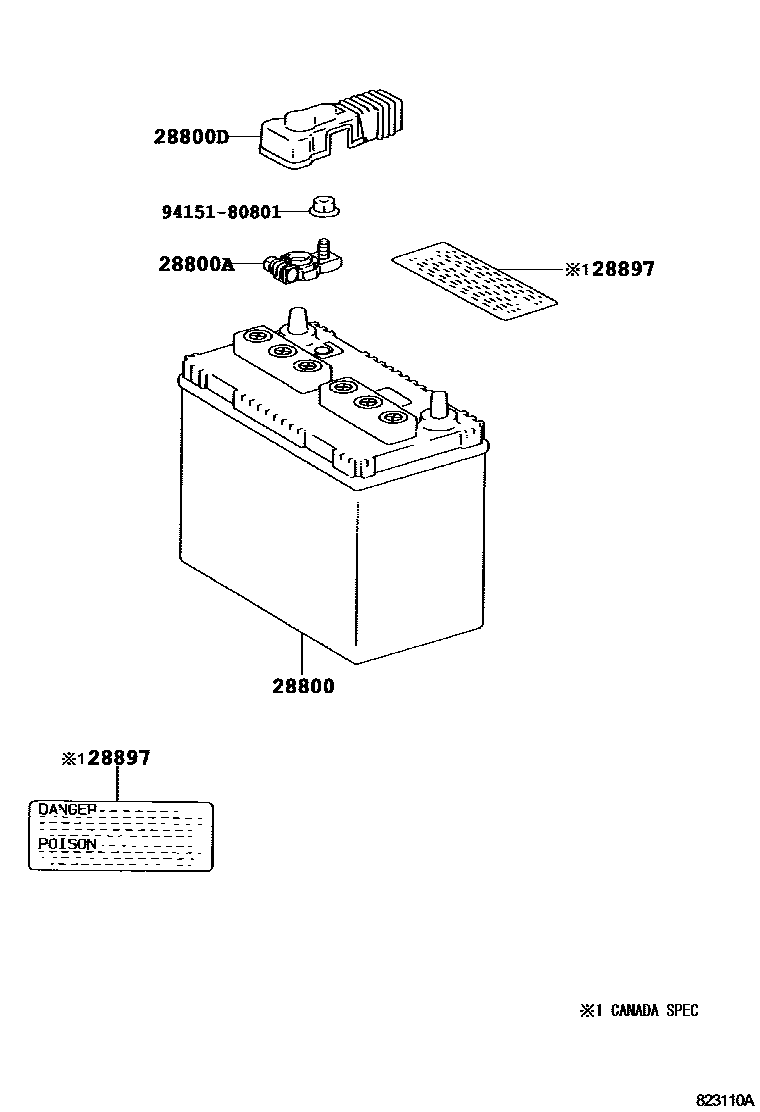 28800D
94151-80801
28800A
※128897
28800
※128897
DANGER
POISON
※1 CANADA SPEC
823110A